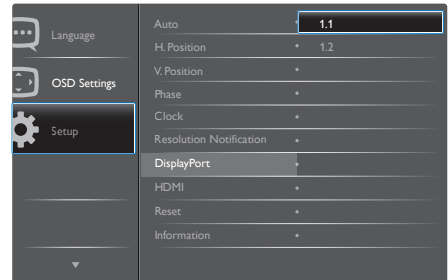 Language
OSD Settings
Setup
Auto
H. Position
V. Position
Phase
Clock
Resolution Notification
DisplayPort
HDMI
Reset
Information
1.1
1.2